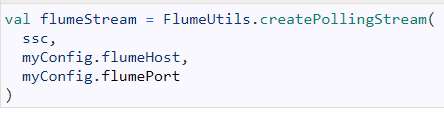 val flumeStream = FlumeUtils.createPollingStream(
  ssc,
  myConfig.flumeHost,
  myConfig.flumePort
)